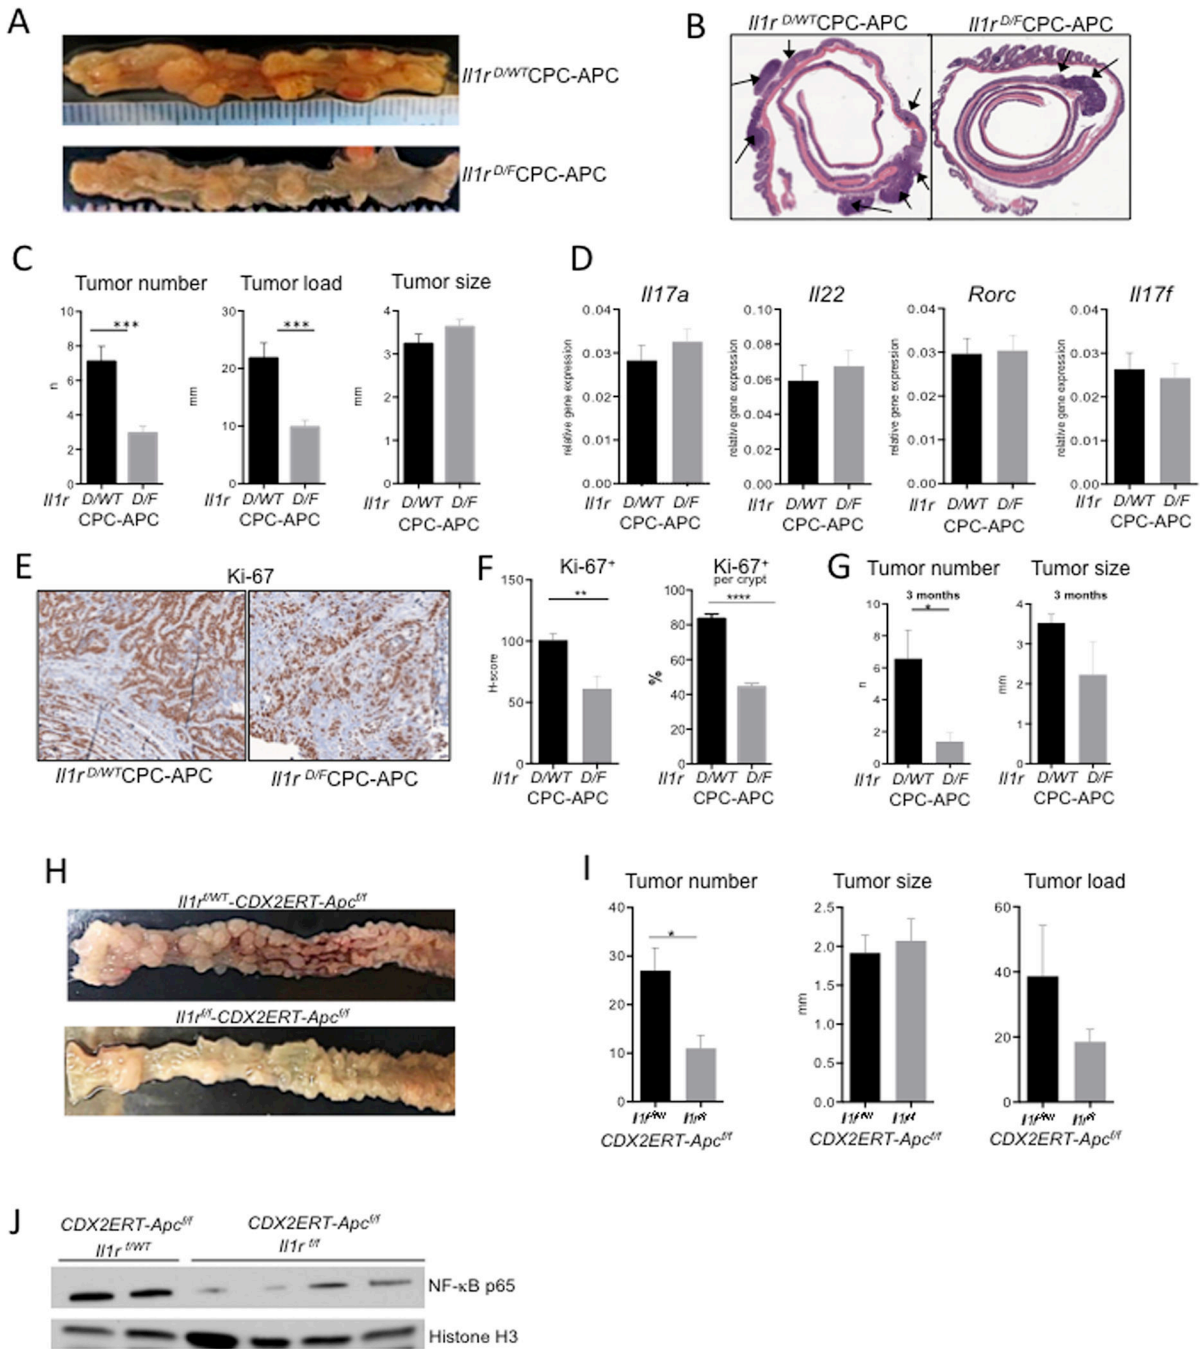 A
Il1r D/WT CPC-APC
Il1r D/F CPC-APC
B
Il1r D/WT CPC-APC
Il1r D/F CPC-APC
C
Tumor number
10
8
6
4
2
0
n
***
Il1r D/WT D/F
CPC-APC
Tumor load
30
20
10
0
mm
***
Il1r D/WT D/F
CPC-APC
Tumor size
4
3
2
1
0
mm
Il1r D/WT D/F
CPC-APC
D
Il17a
0.04
0.03
0.02
0.01
0.00
relative gene expression
Il1r D/WT D/F
CPC-APC
Il22
0.10
0.08
0.06
0.04
0.02
0.00
relative gene expression
Il1r D/WT D/F
CPC-APC
Rorc
0.04
0.03
0.02
0.01
0.00
relative gene expression
Il1r D/WT D/F
CPC-APC
Il17f
0.04
0.03
0.02
0.01
0.00
relative gene expression
Il1r D/WT D/F
CPC-APC
E
Ki-67
Il1r D/WT CPC-APC
Il1r D/F CPC-APC
F
Ki-67+
150
100
50
0
H-score
**
Il1r D/WT D/F
CPC-APC
Ki-67+
per crypt
100
80
60
40
20
0
%
****
Il1r D/WT D/F
CPC-APC
G
Tumor number
3 months
10
8
6
4
2
0
n
*
Il1r D/WT D/F
CPC-APC
Tumor size
3 months
4
3
2
1
0
mm
Il1r D/WT D/F
CPC-APC
H
Il1r f/WT-CDX2ERT-Apc f/f
Il1r f/f-CDX2ERT-Apc f/f
I
Tumor number
40
30
20
10
0
*
CDX2ERT-Apc f/f
Tumor size
2.5
2.0
1.5
1.0
0.5
0.0
mm
CDX2ERT-Apc f/f
Tumor load
60
40
20
0
CDX2ERT-Apc f/f
J
CDX2ERT-Apc f/f
Il1r f/WT
CDX2ERT-Apc f/f
Il1r f/f
NF-κB p65
Histone H3